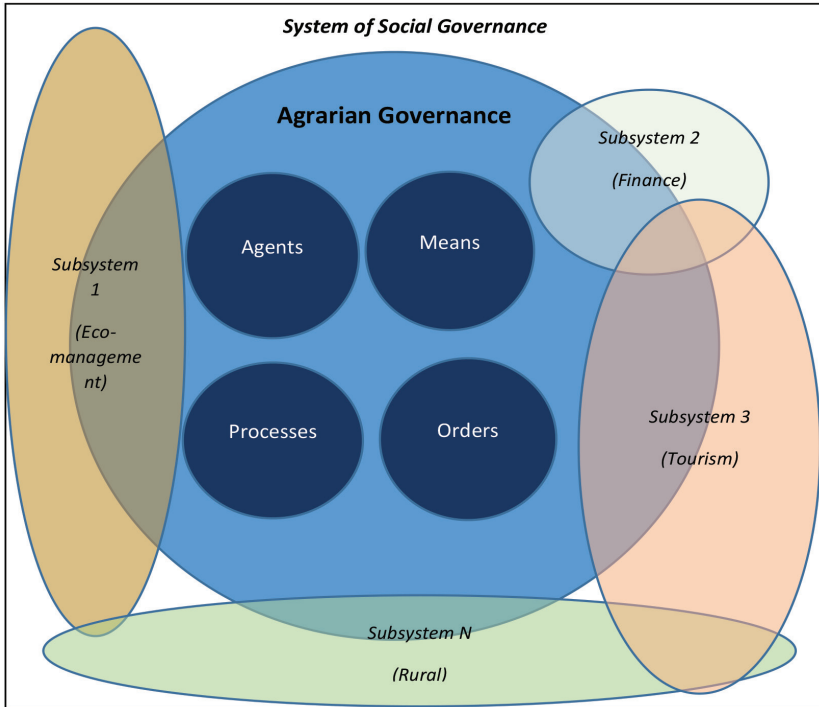 System of Social Governance
Agrarian Governance
Subsystem 2
(Finance)
Agents
Means
Subsystem
1
(Eco-
manageme
nt)
Subsystem 3
(Tourism)
Processes
Orders
Subsystem N
(Rural)